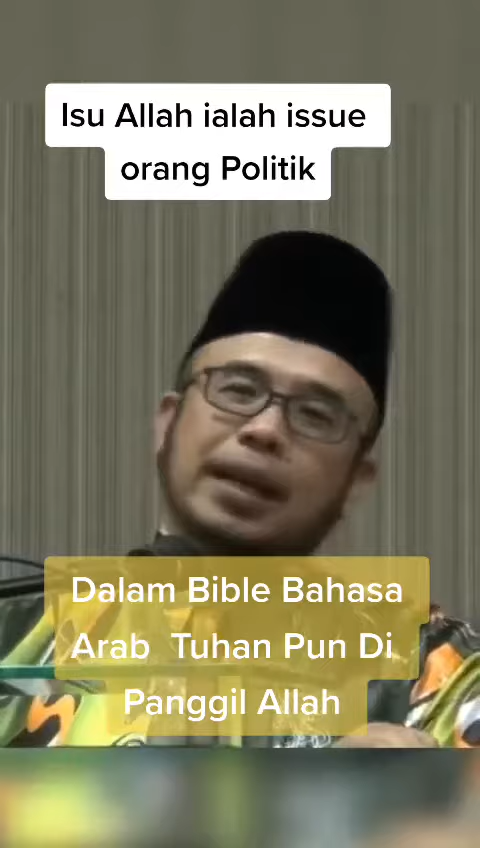 Isu Allah ialah issue
orang Politik
Dalam Bible Bahasa
Arab Tuhan Pun Di
Panggil Allah